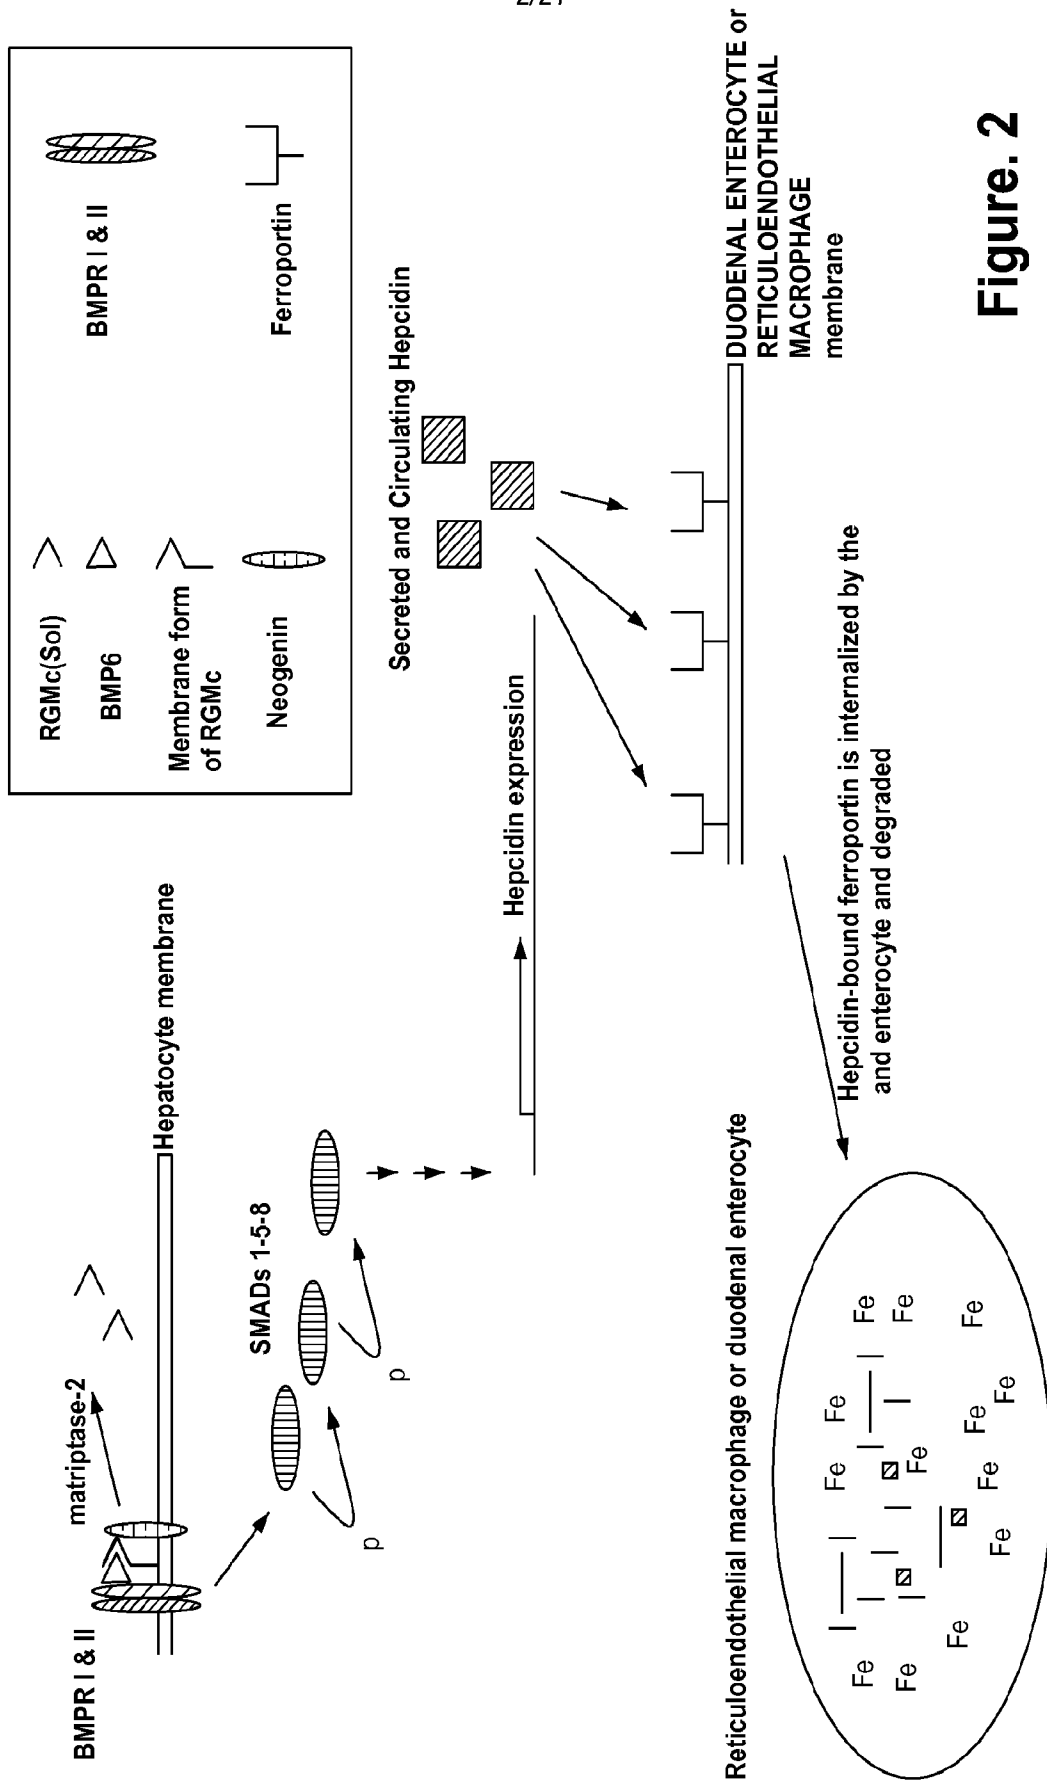 RGMc(Sol)
BMP6
Membrane form
of RGMc
Neogenin
BMPR I & II
Ferroportin
BMPR I & II
matriptase-2
Hepatocyte membrane
SMADs 1-5-8
p
p
Hepcidin expression
Secreted and Circulating Hepcidin
DUODENAL ENTEROCYTE or
RETICULOENDOTHELIAL
MACROPHAGE
membrane
Hepcidin-bound ferroportin is internalized by the
and enterocyte and degraded
Reticuloendothelial macrophage or duodenal enterocyte
Fe
Fe
Fe
Fe
Fe
Fe
Fe
Fe
Fe
Fe
Fe
Fe
Fe
Figure. 2